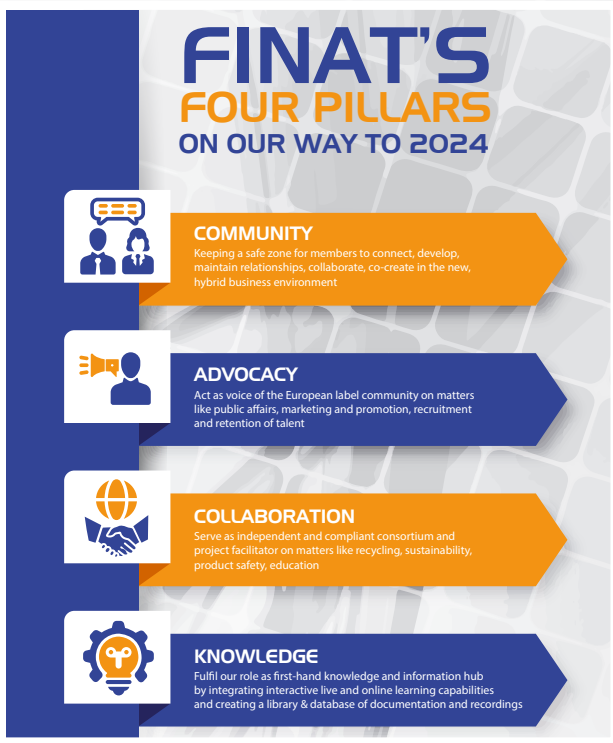 FINAT'S
FOUR PILLARS
ON OUR WAY TO 2024
COMMUNITY
Keeping a safe zone for members to connect, develop,
maintain relationships, collaborate, co-create in the new,
hybrid business environment
ADVOCACY
Act as voice of the European label community on matters
like public affairs, marketing and promotion, recruitment
and retention of talent
COLLABORATION
Serve as independent and compliant consortium and
project facilitator on matters like recycling, sustainability,
product safety, education
KNOWLEDGE
Fulfil our role as first-hand knowledge and information hub
by integrating interactive live and online learning capabilities
and creating a library & database of documentation and recordings